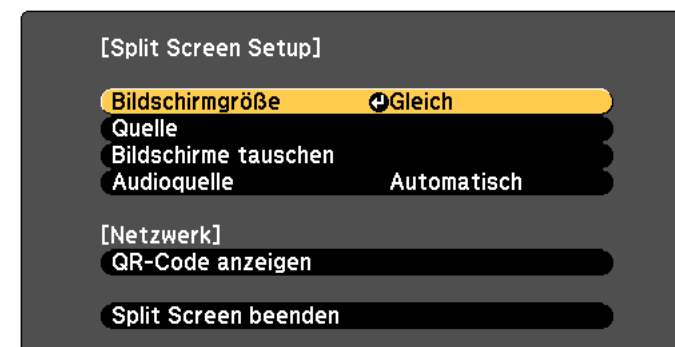 [Split Screen Setup]
Bildschirmgröße Gleich
Quelle
Bildschirme tauschen
Audioquelle Automatisch
[Netzwerk]
QR-Code anzeigen
Split Screen beenden